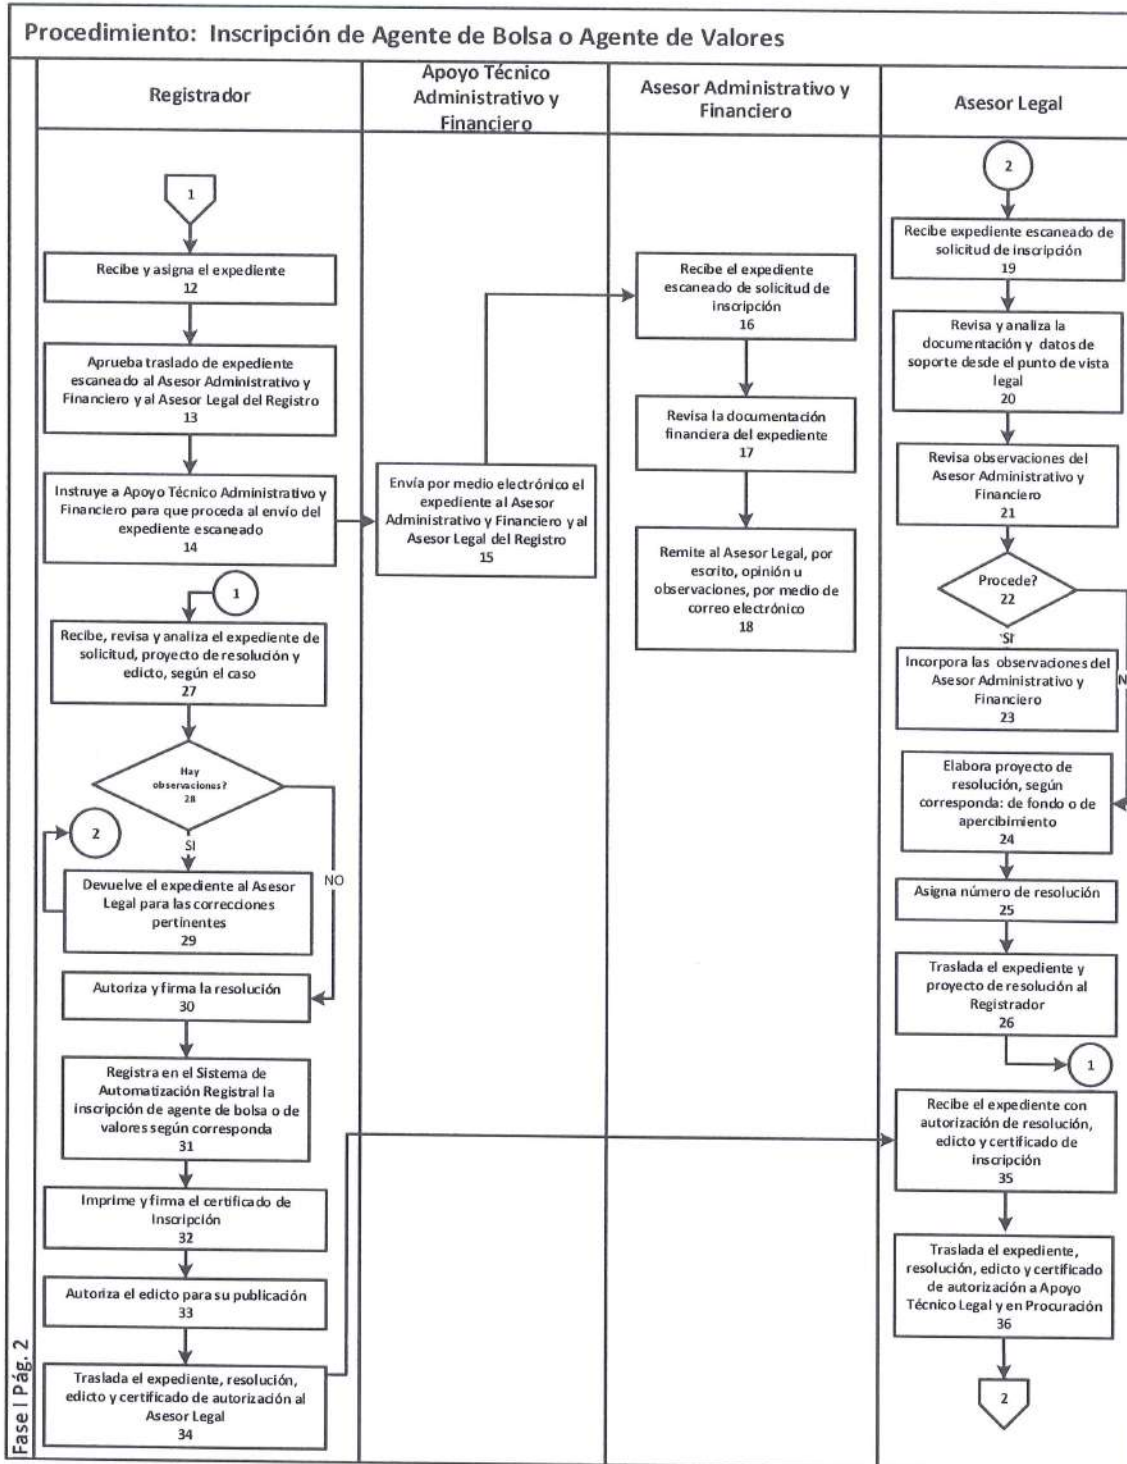 Procedimiento: Inscripción de Agente de Bolsa o Agente de Valores
Registrador
Apoyo Técnico
Administrativo y
Financiero
Asesor Administrativo y
Financiero
Asesor Legal
1
Recibe y asigna el expediente
12
Aprueba traslado de expediente
escaneado al Asesor Administrativo y
Financiero y al Asesor Legal del Registro
13
Instruye a Apoyo Técnico Administrativo y
Financiero para que proceda al envío del
expediente escaneado
14
1
Recibe, revisa y analiza el expediente de
solicitud, proyecto de resolución y
edicto, según el caso
27
Hay
observaciones?
28
SI
NO
2
Devuelve el expediente al Asesor
Legal para las correcciones
pertinentes
29
Autoriza y firma la resolución
30
Registra en el Sistema de
Automatización Registral la
inscripción de agente de bolsa o de
valores según corresponda
31
Imprime y firma el certificado de
Inscripción
32
Autoriza el edicto para su publicación
33
Traslada el expediente, resolución,
edicto y certificado de autorización al
Asesor Legal
34
Envía por medio electrónico el
expediente al Asesor
Administrativo y Financiero y al
Asesor Legal del Registro
15
Recibe el expediente
escaneado de solicitud de
inscripción
16
Revisa la documentación
financiera del expediente
17
Remite al Asesor Legal, por
escrito, opinión u
observaciones, por medio de
correo electrónico
18
2
Recibe expediente escaneado de
solicitud de inscripción
19
Revisa y analiza la
documentación y datos de
soporte desde el punto de vista
legal
20
Revisa observaciones del
Asesor Administrativo y
Financiero
21
Procede?
22
SI
N
Incorpora las observaciones del
Asesor Administrativo y
Financiero
23
Elabora proyecto de
resolución, según
corresponda: de fondo o de
apercibimiento
24
Asigna número de resolución
25
Traslada el expediente y
proyecto de resolución al
Registrador
26
1
Recibe el expediente con
autorización de resolución,
edicto y certificado de
inscripción
35
Traslada el expediente,
resolución, edicto y certificado
de autorización a Apoyo
Técnico Legal y en Procuración
36
2
Fase I Pág. 2